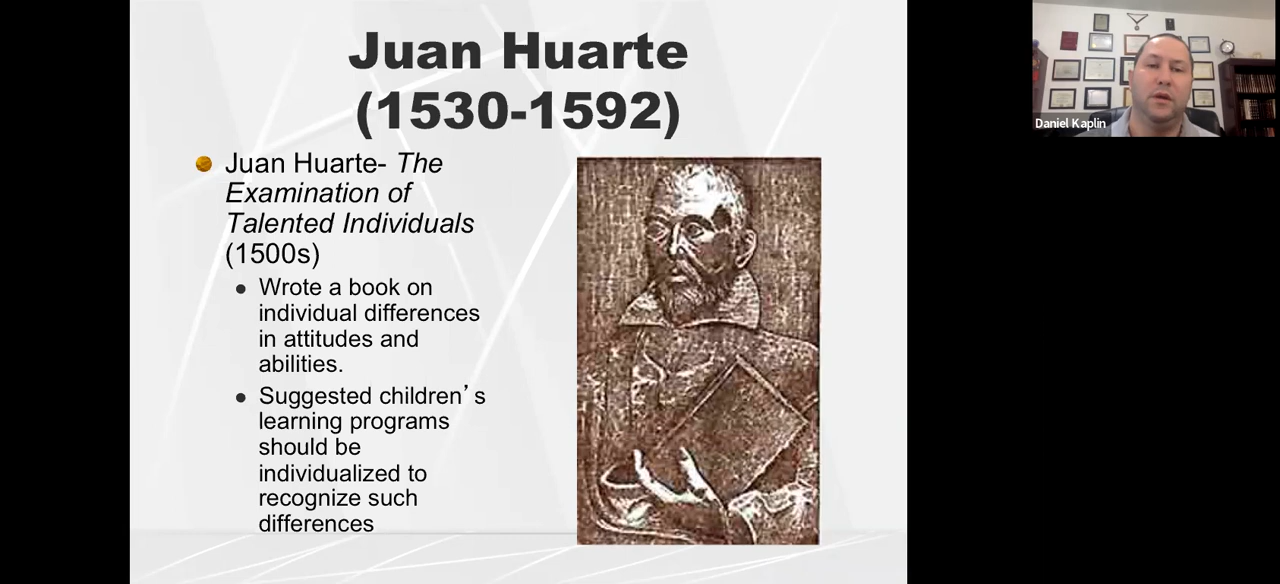 Juan Huarte
(1530-1592)
Juan Huarte- The
Examination of
Talented Individuals
(1500s)
Wrote a book on
individual differences
in attitudes and
abilities.
Suggested children’s
learning programs
should be
individualized to
recognize such
differences
Daniel Kaplin